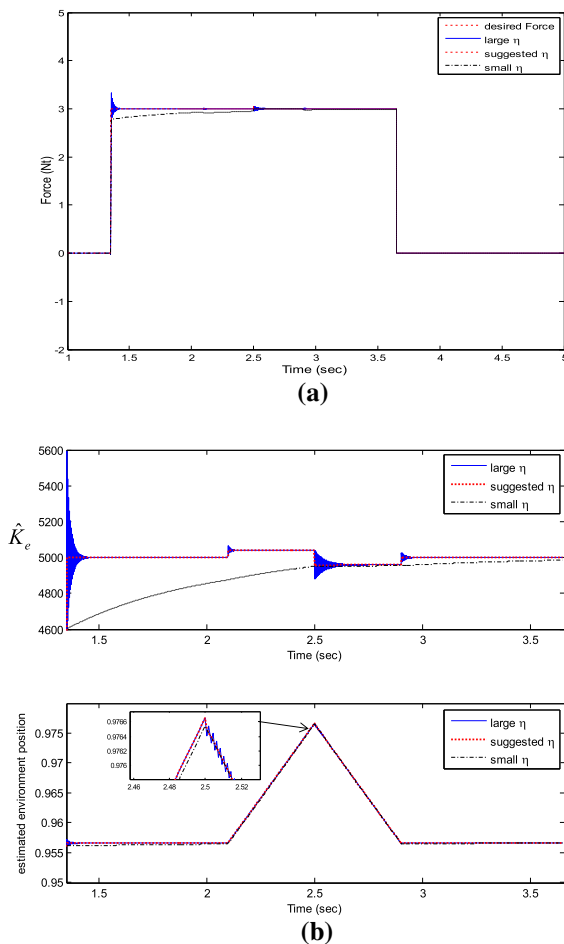 5
4
3
2
1
0
-1
-2
Force (Nt)
desired Force
large η
suggested η
small η
1 1.5 2 2.5 3 3.5 4 4.5 5
Time (sec)
(a)
5600
5400
5200
5000
4800
4600
K̂e
large η
suggested η
small η
1.5 2 2.5 3 3.5
Time (sec)
0.975
0.97
0.965
0.96
0.955
0.95
estimated environment position
0.9766
0.9764
0.9762
0.976
2.46 2.48 2.5 2.52
large η
suggested η
small η
1.5 2 2.5 3 3.5
Time (sec)
(b)